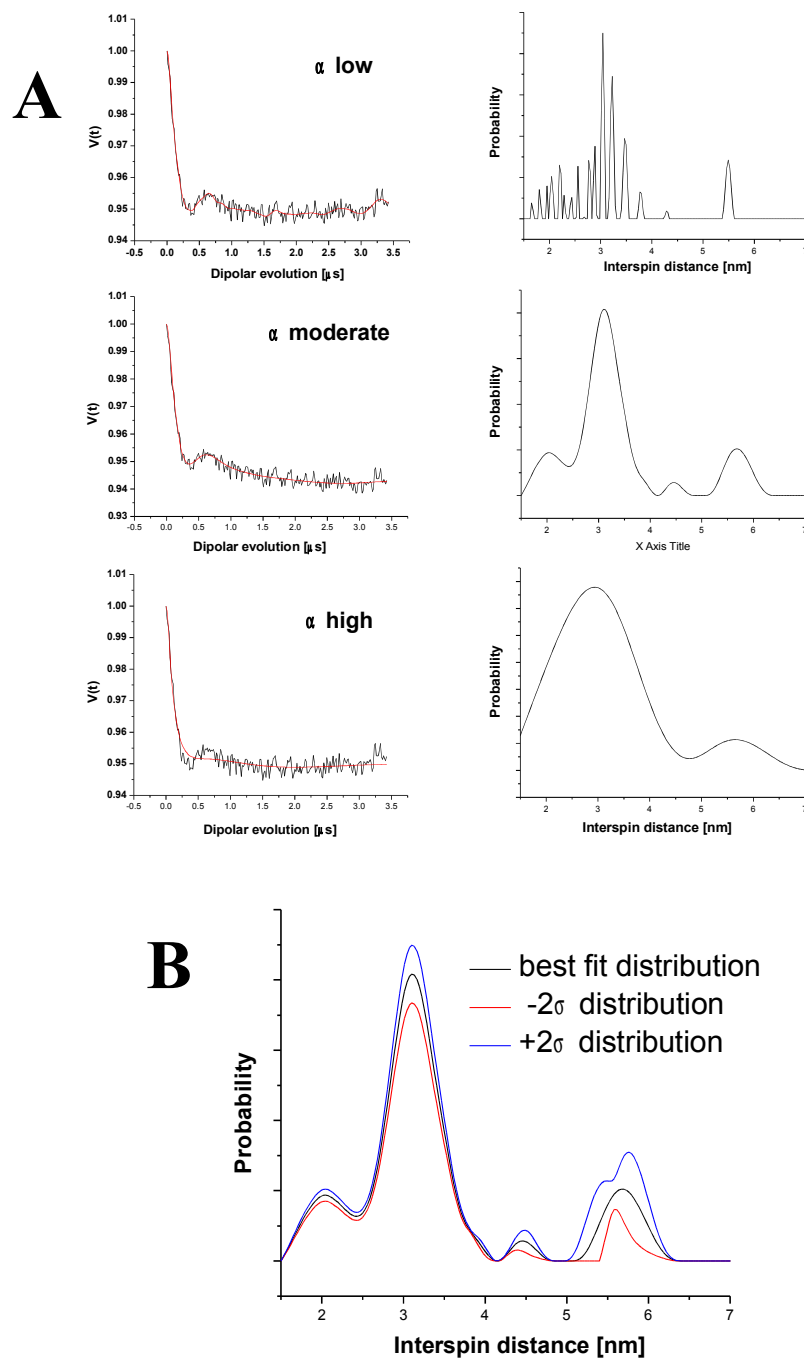 A
α low
V(t)
1.01
1.00
0.99
0.98
0.97
0.96
0.95
0.94
-0.5 0.0 0.5 1.0 1.5 2.0 2.5 3.0 3.5
Dipolar evolution [μs]
Probability
2 3 4 5 6 7
Interspin distance [nm]
α moderate
V(t)
1.01
1.00
0.99
0.98
0.97
0.96
0.95
0.94
0.93
-0.5 0.0 0.5 1.0 1.5 2.0 2.5 3.0 3.5
Dipolar evolution [μs]
Probability
2 3 4 5 6 7
X Axis Title
α high
V(t)
1.01
1.00
0.99
0.98
0.97
0.96
0.95
0.94
-0.5 0.0 0.5 1.0 1.5 2.0 2.5 3.0 3.5
Dipolar evolution [μs]
Probability
2 3 4 5 6 7
Interspin distance [nm]
B
best fit distribution
-2σ distribution
+2σ distribution
Probability
2 3 4 5 6 7
Interspin distance [nm]